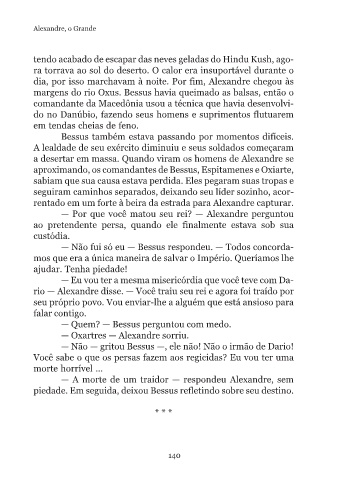 Alexandre, o Grande
tendo acabado de escapar das neves geladas do Hindu Kush, ago-
ra torrava ao sol do deserto. O calor era insuportável durante o
dia, por isso marchavam à noite. Por fim, Alexandre chegou às
margens do rio Oxus. Bessus havia queimado as balsas, então o
comandante da Macedônia usou a técnica que havia desenvolvi-
do no Danúbio, fazendo seus homens e suprimentos flutuarem
em tendas cheias de feno.
Bessus também estava passando por momentos difíceis.
A lealdade de seu exército diminuiu e seus soldados começaram
a desertar em massa. Quando viram os homens de Alexandre se
aproximando, os comandantes de Bessus, Espitamenes e Oxiarte,
sabiam que sua causa estava perdida. Eles pegaram suas tropas e
seguiram caminhos separados, deixando seu líder sozinho, acor-
rentado em um forte à beira da estrada para Alexandre capturar.
— Por que você matou seu rei? — Alexandre perguntou
ao pretendente persa, quando ele finalmente estava sob sua
custódia.
— Não fui só eu — Bessus respondeu. — Todos concorda-
mos que era a única maneira de salvar o Império. Queríamos lhe
ajudar. Tenha piedade!
— Eu vou ter a mesma misericórdia que você teve com Da-
rio — Alexandre disse. — Você traiu seu rei e agora foi traído por
seu próprio povo. Vou enviar-lhe a alguém que está ansioso para
falar contigo.
— Quem? — Bessus perguntou com medo.
— Oxartres — Alexandre sorriu.
— Não — gritou Bessus —, ele não! Não o irmão de Dario!
Você sabe o que os persas fazem aos regicidas? Eu vou ter uma
morte horrível ...
— A morte de um traidor — respondeu Alexandre, sem
piedade. Em seguida, deixou Bessus refletindo sobre seu destino.
* * *
140